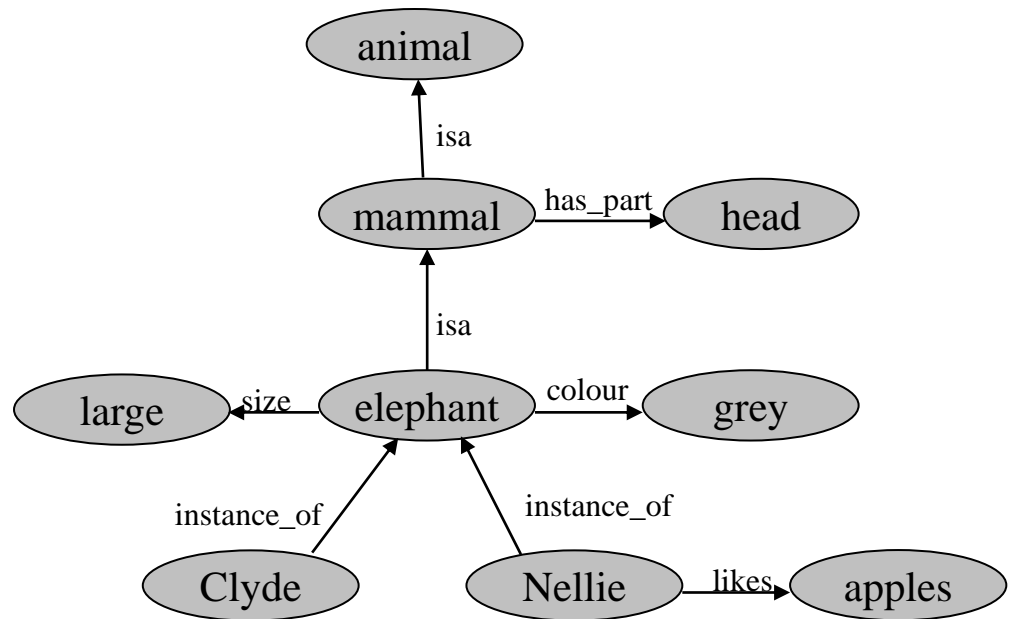 animal
isa
mammal
has_part
head
isa
large
size
elephant
colour
grey
instance_of
instance_of
Clyde
Nellie
likes
apples